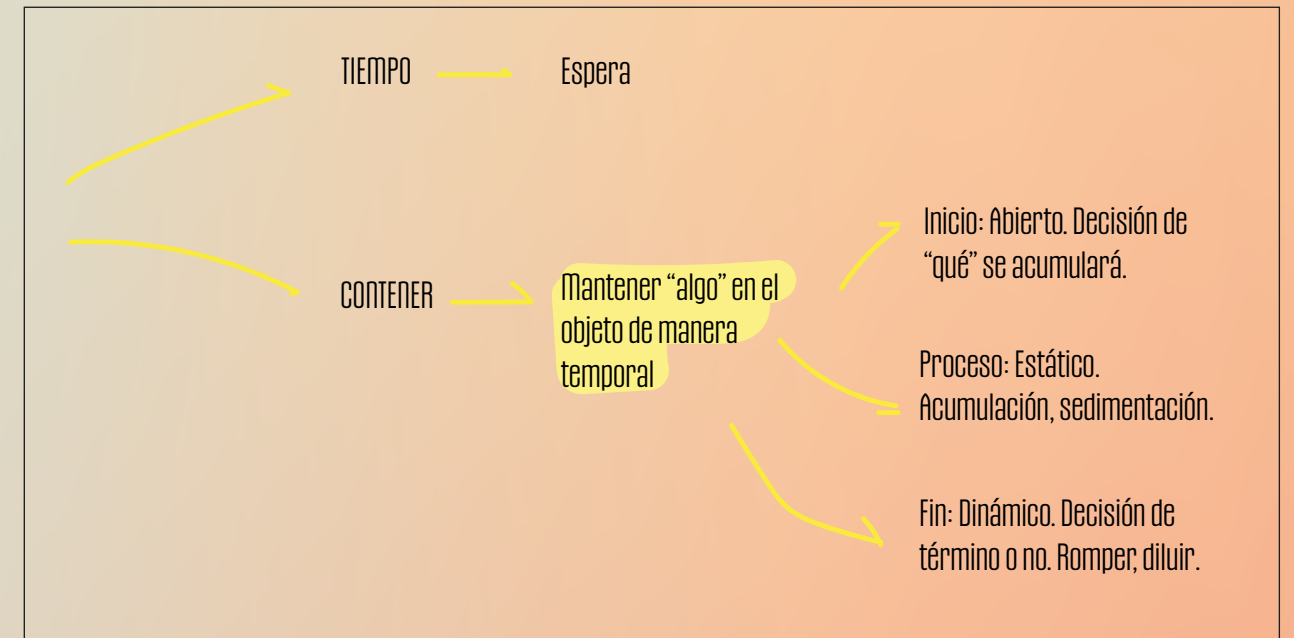 TIEMPO
Espera
CONTENER
Mantener “algo” en el
objeto de manera
temporal
Inicio: Abierto. Decisión de
“qué” se acumulará.
Proceso: Estático.
Acumulación, sedimentación.
Fin: Dinámico. Decisión de
término o no. Romper, diluir.